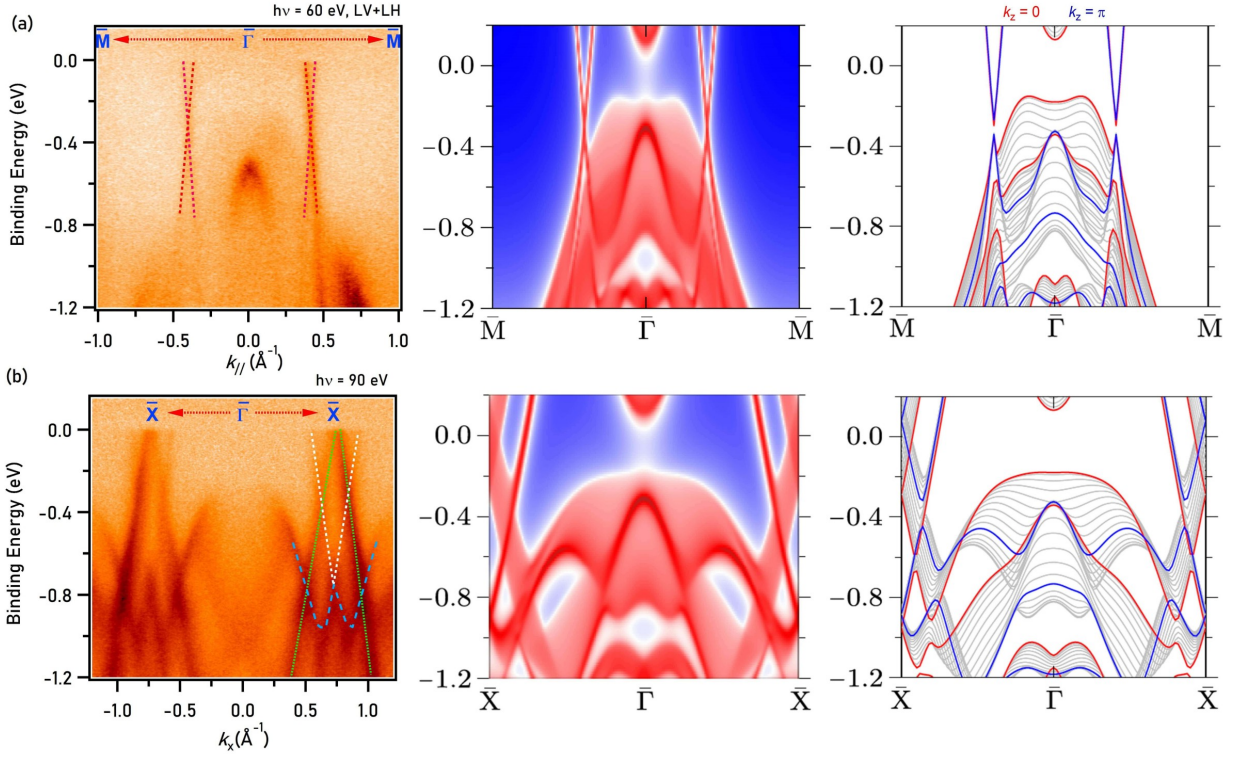 (a)
hν = 60 eV, LV+LH
M̄ Γ̄ M̄
Binding Energy (eV)
0.0
-0.4
-0.8
-1.2
-1.0 -0.5 0.0 0.5 1.0
k// (Å⁻¹)
0.0
−0.4
−0.8
−1.2
M̄ Γ̄ M̄
kz = 0 kz = π
0.0
−0.4
−0.8
−1.2
M̄ Γ̄ M̄
(b)
hν = 90 eV
X̄ Γ̄ X̄
Binding Energy (eV)
0.0
-0.4
-0.8
-1.2
-1.0 -0.5 0.0 0.5 1.0
kx(Å⁻¹)
0.0
−0.4
−0.8
−1.2
X̄ Γ̄ X̄
0.0
−0.4
−0.8
−1.2
X̄ Γ̄ X̄